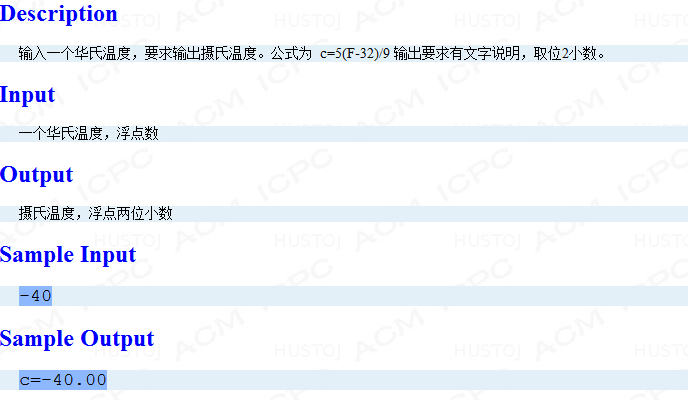 Description
输入一个华氏温度，要求输出摄氏温度。公式为 c=5(F-32)/9 输出要求有文字说明，取位2小数。
Input
一个华氏温度，浮点数
Output
摄氏温度，浮点两位小数
Sample Input
-40
Sample Output
c=-40.00